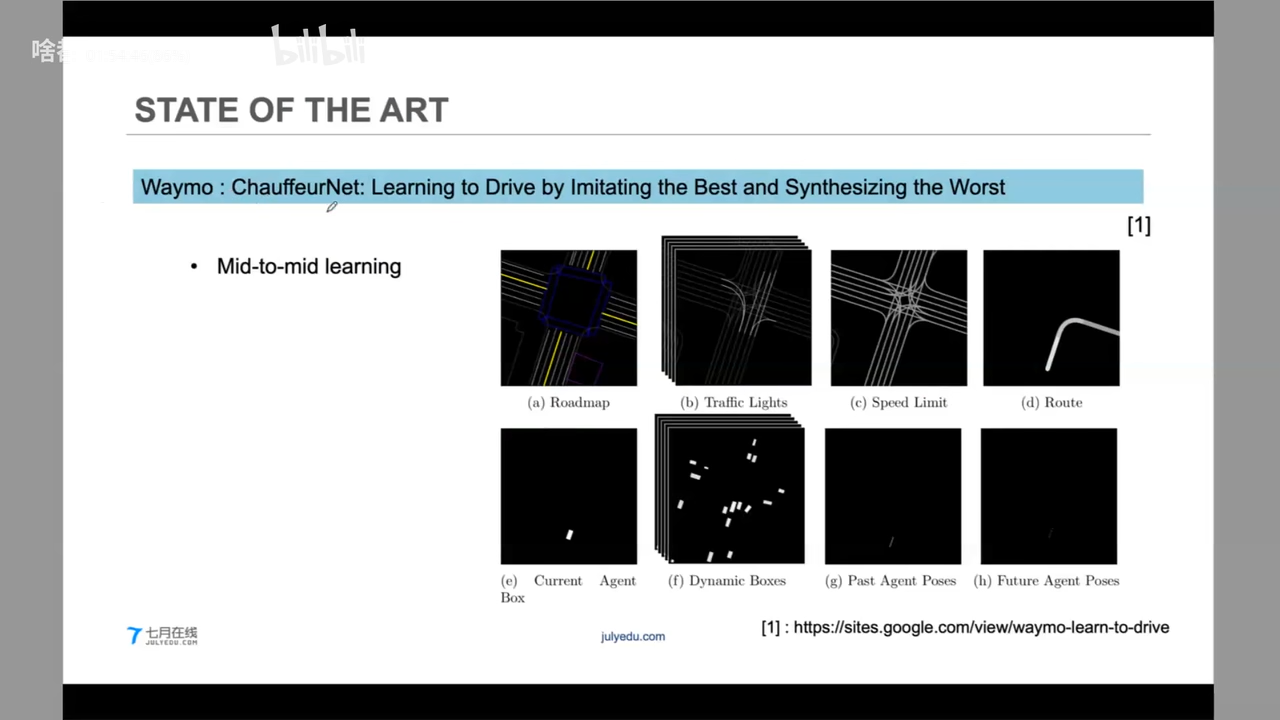 bilibili
STATE OF THE ART
Waymo : ChauffeurNet: Learning to Drive by Imitating the Best and Synthesizing the Worst
[1]
• Mid-to-mid learning
(a) Roadmap
(b) Traffic Lights
(c) Speed Limit
(d) Route
(e) Current Agent
Box
(f) Dynamic Boxes
(g) Past Agent Poses
(h) Future Agent Poses
七月在线
JULYEDU.COM
julyedu.com
[1] : https://sites.google.com/view/waymo-learn-to-drive